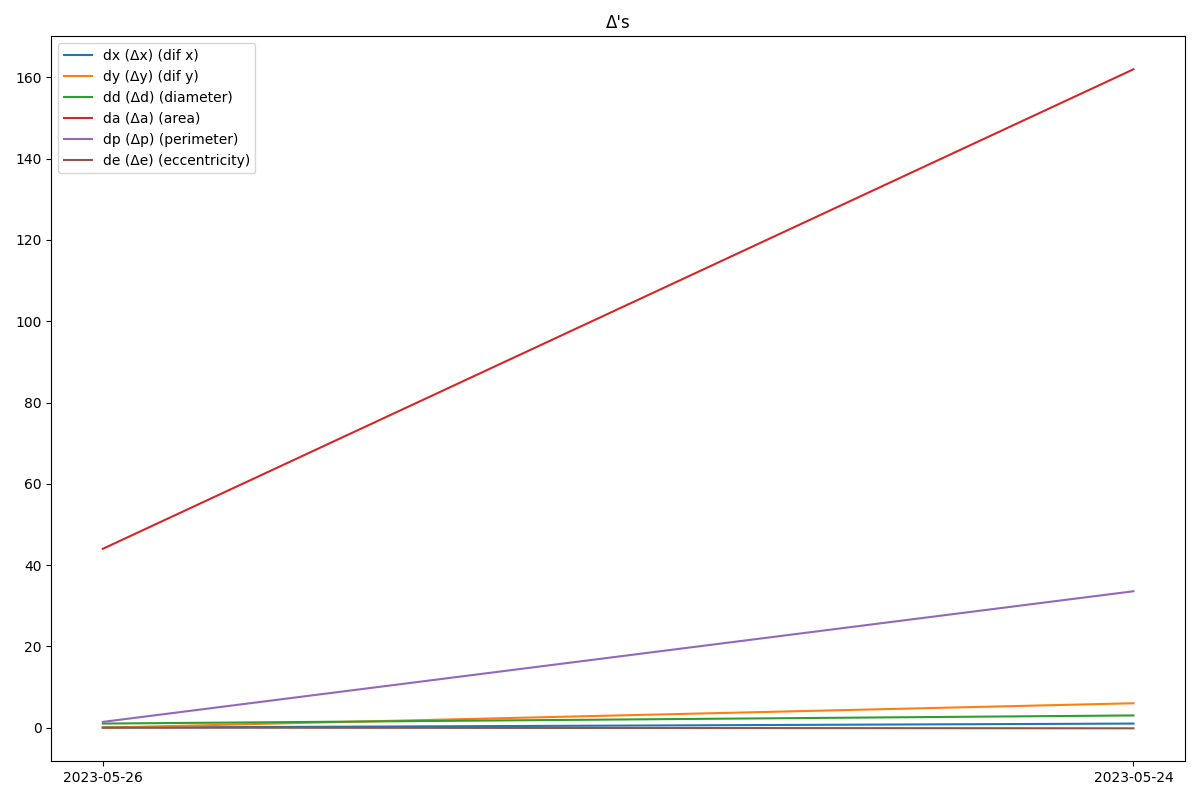 Δ's
dx (Δx) (dif x)
dy (Δy) (dif y)
dd (Δd) (diameter)
da (Δa) (area)
dp (Δp) (perimeter)
de (Δe) (eccentricity)
160
140
120
100
80
60
40
20
0
2023-05-26 2023-05-24